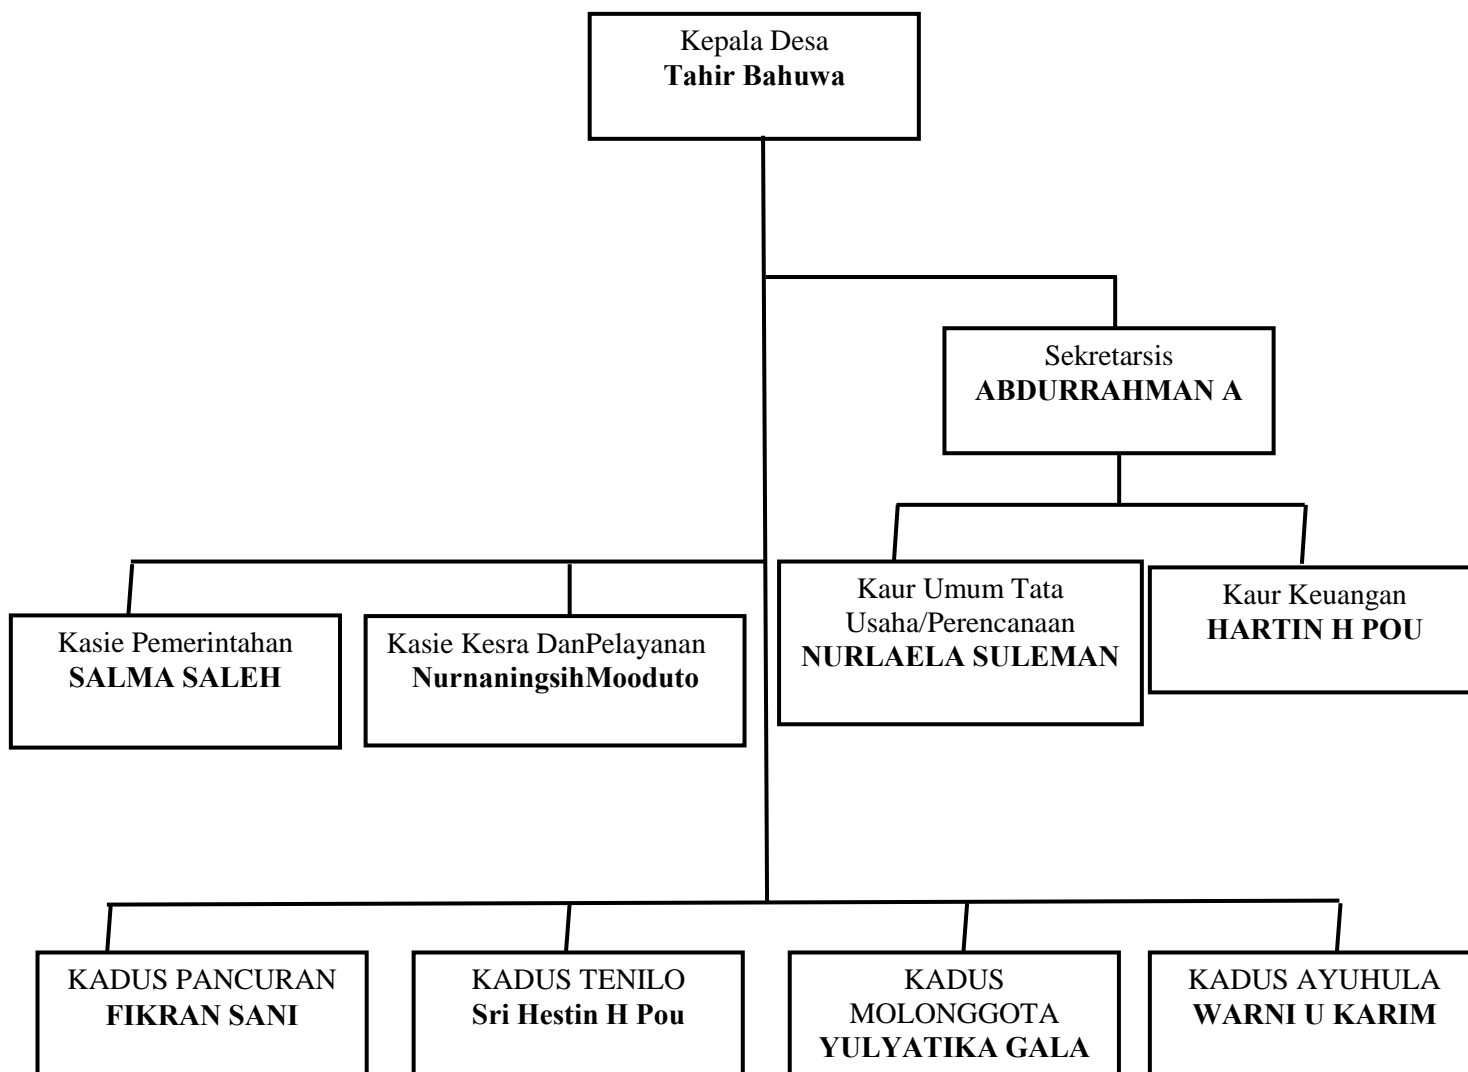 Kepala Desa
Tahir Bahuwa
Sekretarsis
ABDURRAHMAN A
Kasie Pemerintahan
SALMA SALEH
Kasie Kesra DanPelayanan
NurnaningsihMooduto
Kaur Umum Tata
Usaha/Perencanaan
NURLAELA SULEMAN
Kaur Keuangan
HARTIN H POU
KADUS PANCURAN
FIKRAN SANI
KADUS TENILO
Sri Hestin H Pou
KADUS
MOLONGGOTA
YULYATIKA GALA
KADUS AYUHULA
WARNI U KARIM